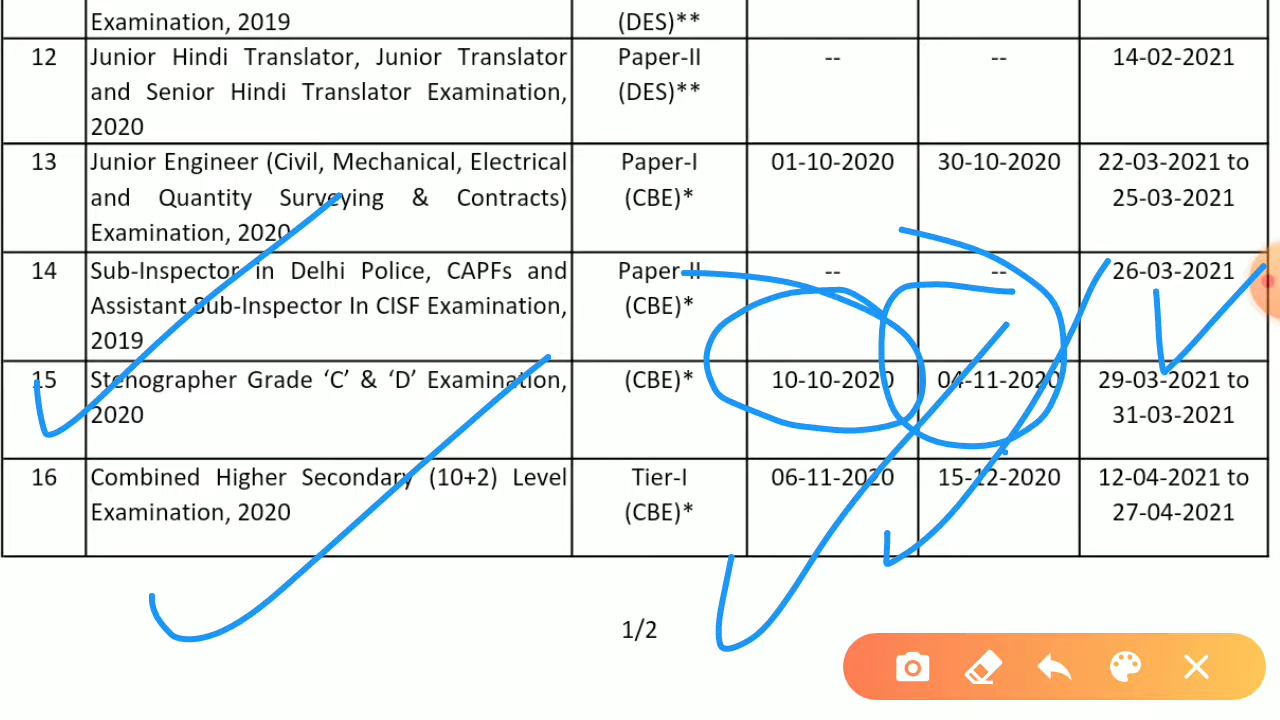 Examination, 2019 (DES)**
12 Junior Hindi Translator, Junior Translator Paper-II -- -- 14-02-2021
and Senior Hindi Translator Examination, (DES)**
2020
13 Junior Engineer (Civil, Mechanical, Electrical Paper-I 01-10-2020 30-10-2020 22-03-2021 to
and Quantity Surveying & Contracts) (CBE)* 25-03-2021
Examination, 2020
14 Sub-Inspector in Delhi Police, CAPFs and Paper-II -- -- 26-03-2021
Assistant Sub-Inspector In CISF Examination, (CBE)*
2019
15 Stenographer Grade ‘C’ & ‘D’ Examination, (CBE)* 10-10-2020 04-11-2020 29-03-2021 to
2020 31-03-2021
16 Combined Higher Secondary (10+2) Level Tier-I 06-11-2020 15-12-2020 12-04-2021 to
Examination, 2020 (CBE)* 27-04-2021
1/2